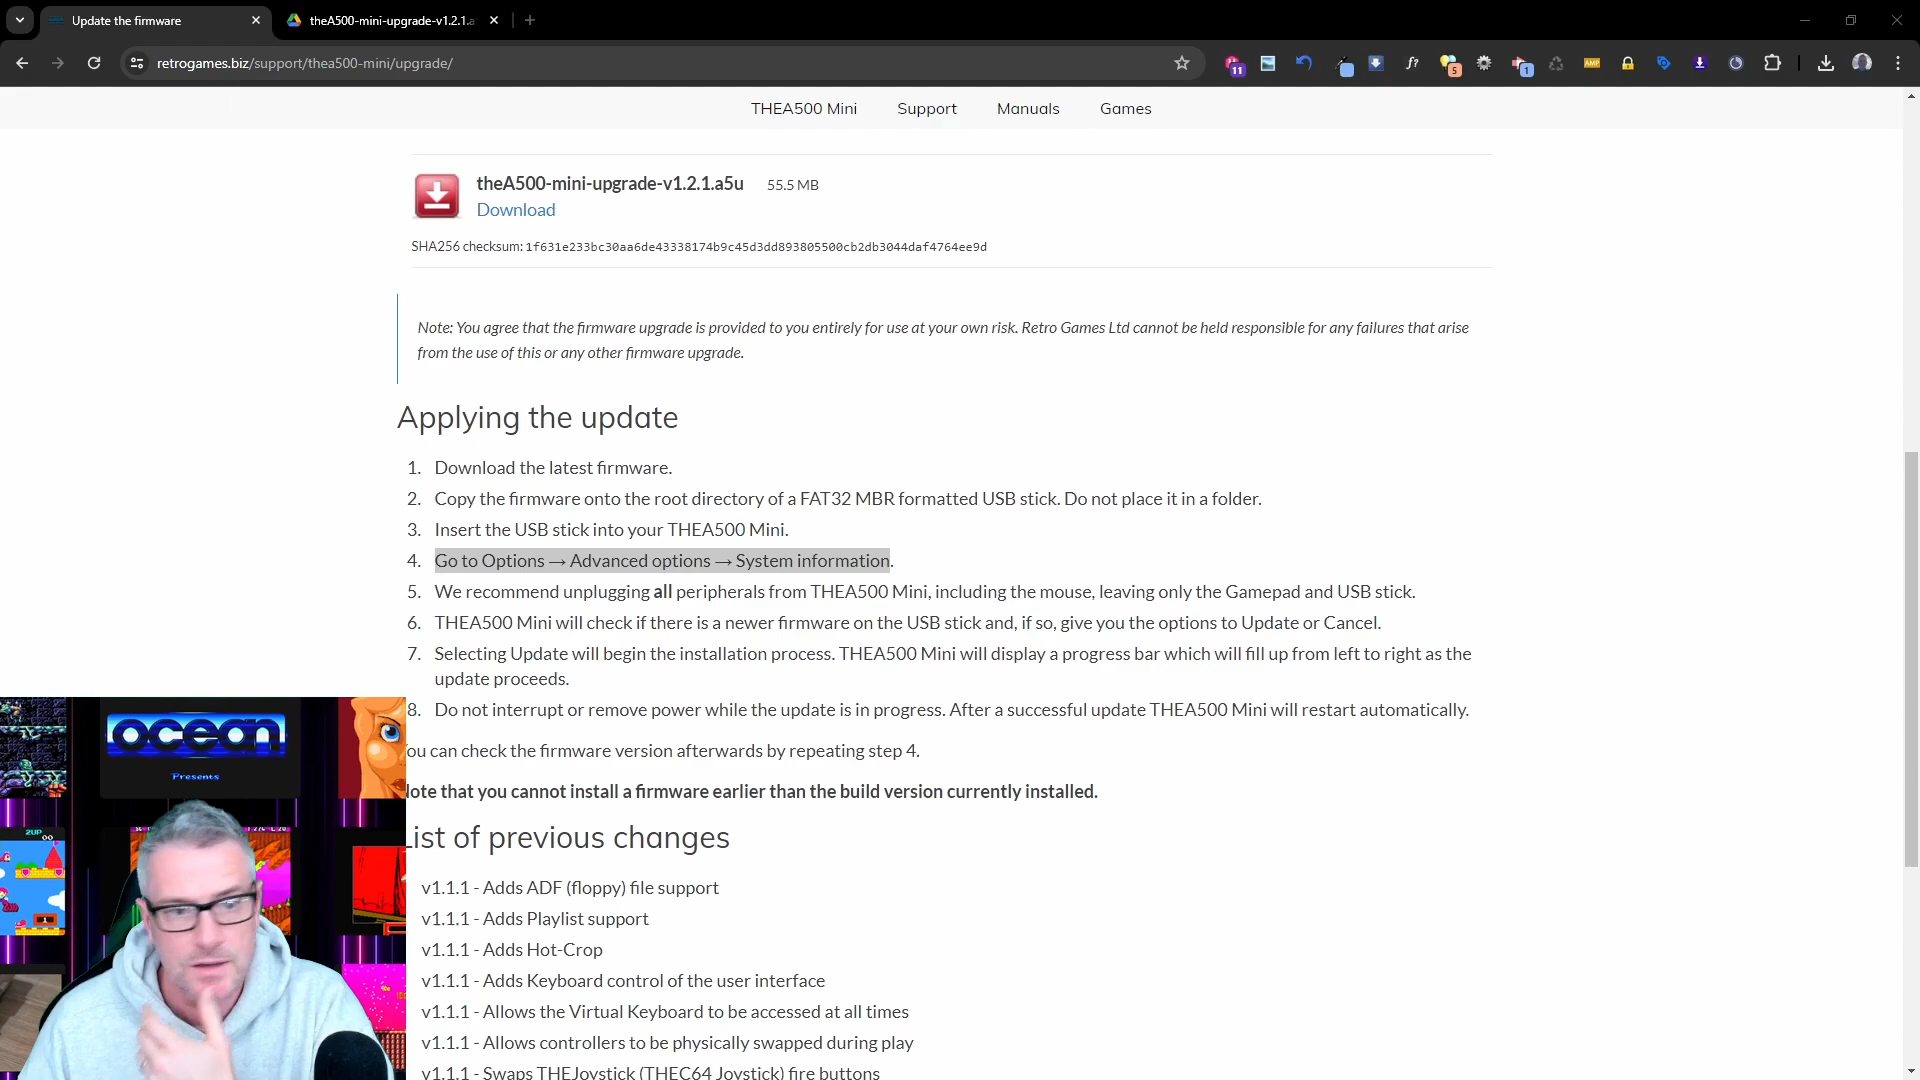 Update the firmware
theA500-mini-upgrade-v1.2.1.a
retrogames.biz/support/thea500-mini/upgrade/
11
5
f?
AMP
1
THEA500 Mini
Support
Manuals
Games
theA500-mini-upgrade-v1.2.1.a5u 55.5 MB
Download
SHA256 checksum: 1f631e233bc30aa6de43338174b9c45d3dd893805500cb2db3044daf4764ee9d
Note: You agree that the firmware upgrade is provided to you entirely for use at your own risk. Retro Games Ltd cannot be held responsible for any failures that arise
from the use of this or any other firmware upgrade.
Applying the update
1. Download the latest firmware.
2. Copy the firmware onto the root directory of a FAT32 MBR formatted USB stick. Do not place it in a folder.
3. Insert the USB stick into your THEA500 Mini.
4. Go to Options → Advanced options → System information.
5. We recommend unplugging all peripherals from THEA500 Mini, including the mouse, leaving only the Gamepad and USB stick.
6. THEA500 Mini will check if there is a newer firmware on the USB stick and, if so, give you the options to Update or Cancel.
7. Selecting Update will begin the installation process. THEA500 Mini will display a progress bar which will fill up from left to right as the
update proceeds.
8. Do not interrupt or remove power while the update is in progress. After a successful update THEA500 Mini will restart automatically.
ou can check the firmware version afterwards by repeating step 4.
ote that you cannot install a firmware earlier than the build version currently installed.
ist of previous changes
v1.1.1 - Adds ADF (floppy) file support
v1.1.1 - Adds Playlist support
v1.1.1 - Adds Hot-Crop
v1.1.1 - Adds Keyboard control of the user interface
v1.1.1 - Allows the Virtual Keyboard to be accessed at all times
v1.1.1 - Allows controllers to be physically swapped during play
v1.1.1 - Swaps THEJoystick (THEC64 Joystick) fire buttons
ocean
Presents
2UP
00